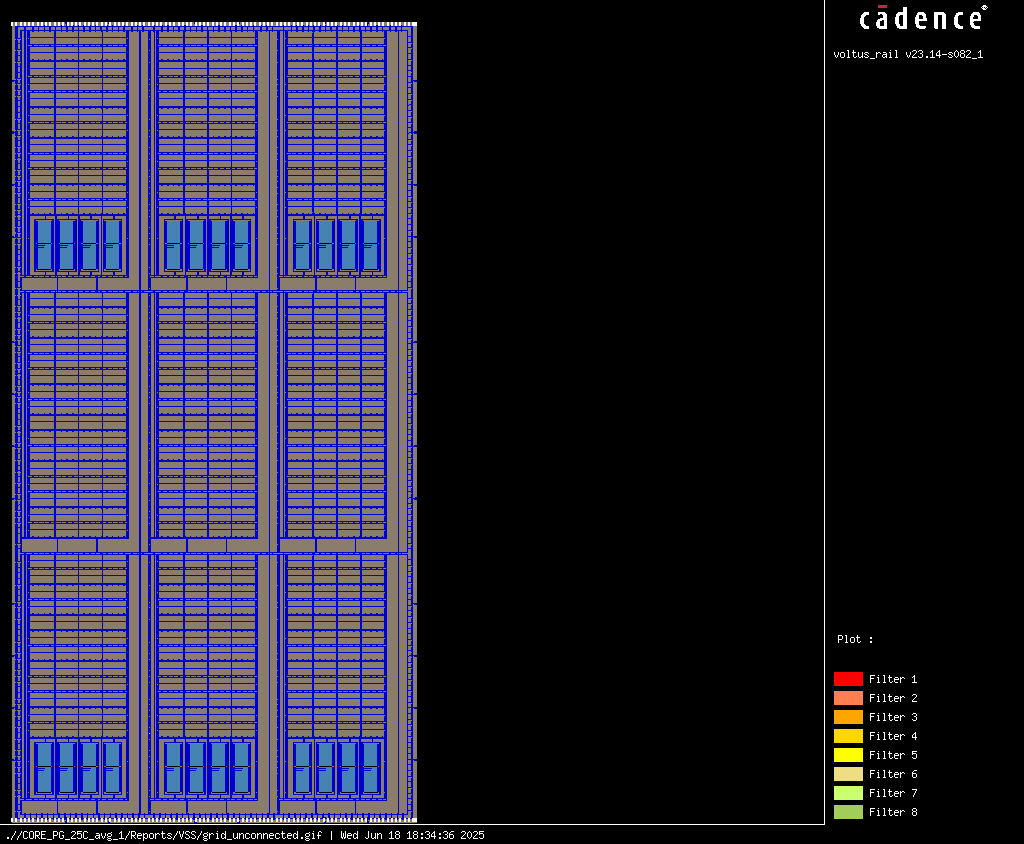 cādence®
voltus_rail v23.14-s082_1
Plot :
Filter 1
Filter 2
Filter 3
Filter 4
Filter 5
Filter 6
Filter 7
Filter 8
.//CORE_PG_25C_avg_1/Reports/VSS/grid_unconnected.gif | Wed Jun 18 18:34:36 2025